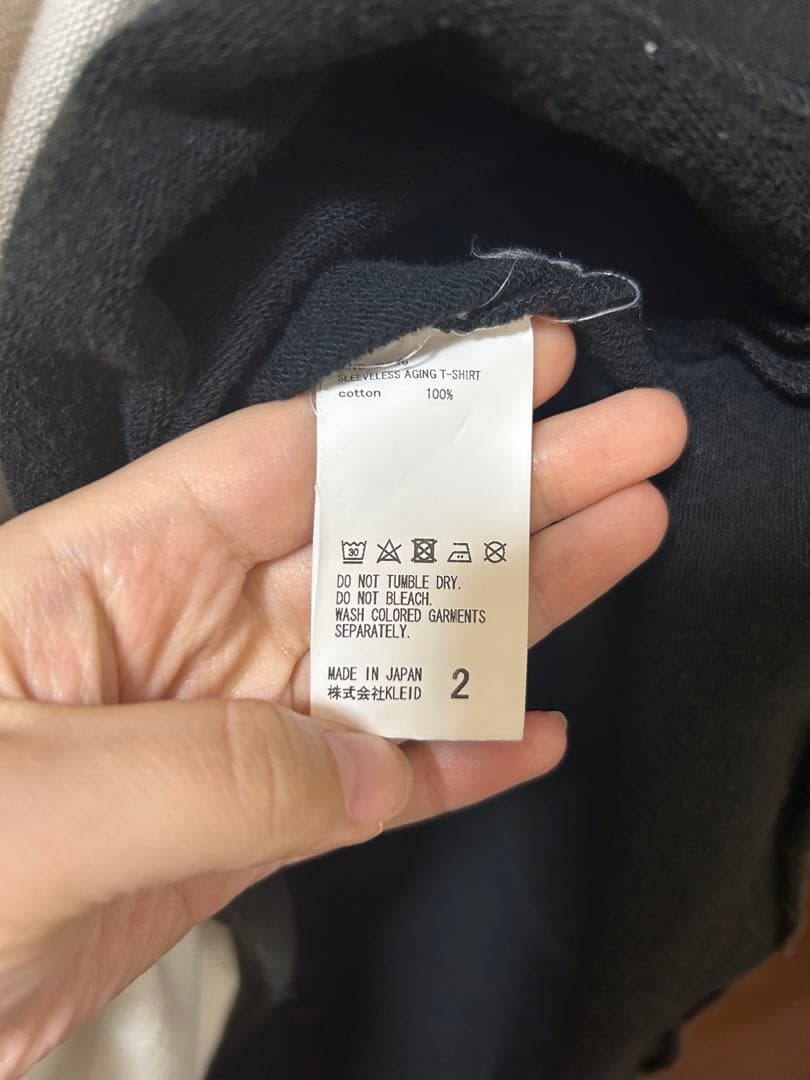 SLEEVELESS AGING T-SHIRT
cotton 100%
30
DO NOT TUMBLE DRY.
DO NOT BLEACH.
WASH COLORED GARMENTS
SEPARATELY.
MADE IN JAPAN
株式会社KLEID 2